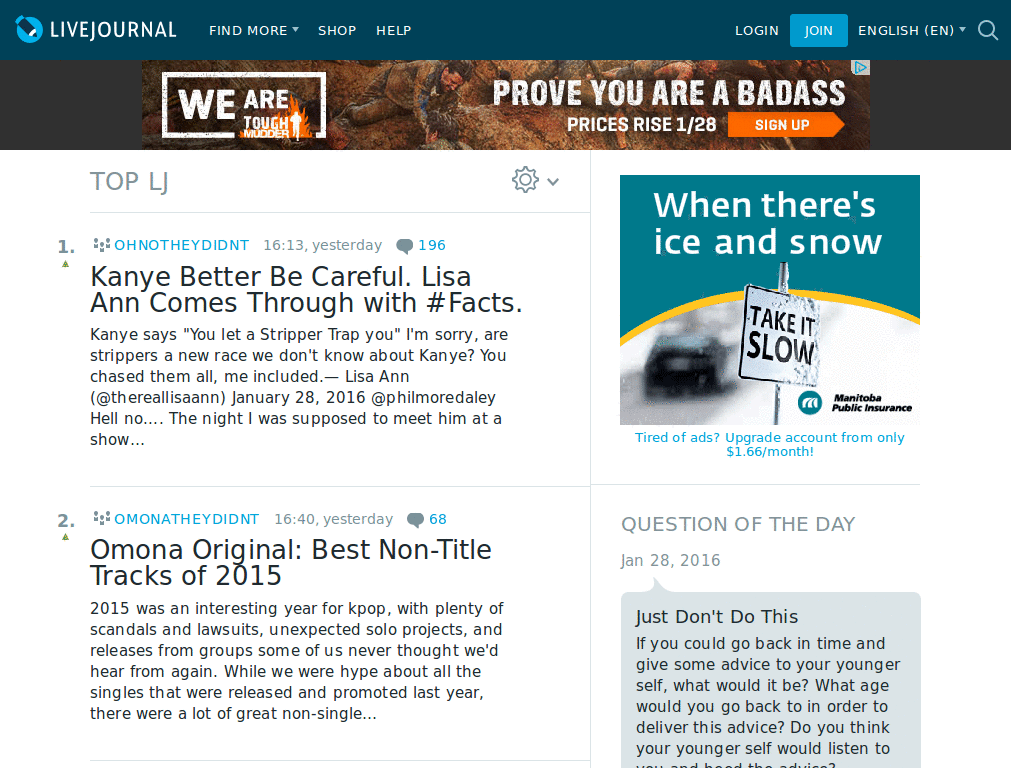 LIVEJOURNAL
FIND MORE
SHOP
HELP
LOGIN
JOIN
ENGLISH (EN)
WE ARE
TOUGH
MUDDER
PROVE YOU ARE A BADASS
PRICES RISE 1/28
SIGN UP
TOP LJ
1.
OHNOTHEYDIDNT 16:13, yesterday 196
Kanye Better Be Careful. Lisa
Ann Comes Through with #Facts.
Kanye says "You let a Stripper Trap you" I'm sorry, are
strippers a new race we don't know about Kanye? You
chased them all, me included.— Lisa Ann
(@thereallisaann) January 28, 2016 @philmoredaley
Hell no…. The night I was supposed to meet him at a
show…
2.
OMONATHEYDIDNT 16:40, yesterday 68
Omona Original: Best Non-Title
Tracks of 2015
2015 was an interesting year for kpop, with plenty of
scandals and lawsuits, unexpected solo projects, and
releases from groups some of us never thought we'd
hear from again. While we were hype about all the
singles that were released and promoted last year,
there were a lot of great non-single…
When there's
ice and snow
TAKE IT
SLOW
Manitoba
Public Insurance
Tired of ads? Upgrade account from only
$1.66/month!
QUESTION OF THE DAY
Jan 28, 2016
Just Don't Do This
If you could go back in time and
give some advice to your younger
self, what would it be? What age
would you go back to in order to
deliver this advice? Do you think
your younger self would listen to
you and heed the advice?